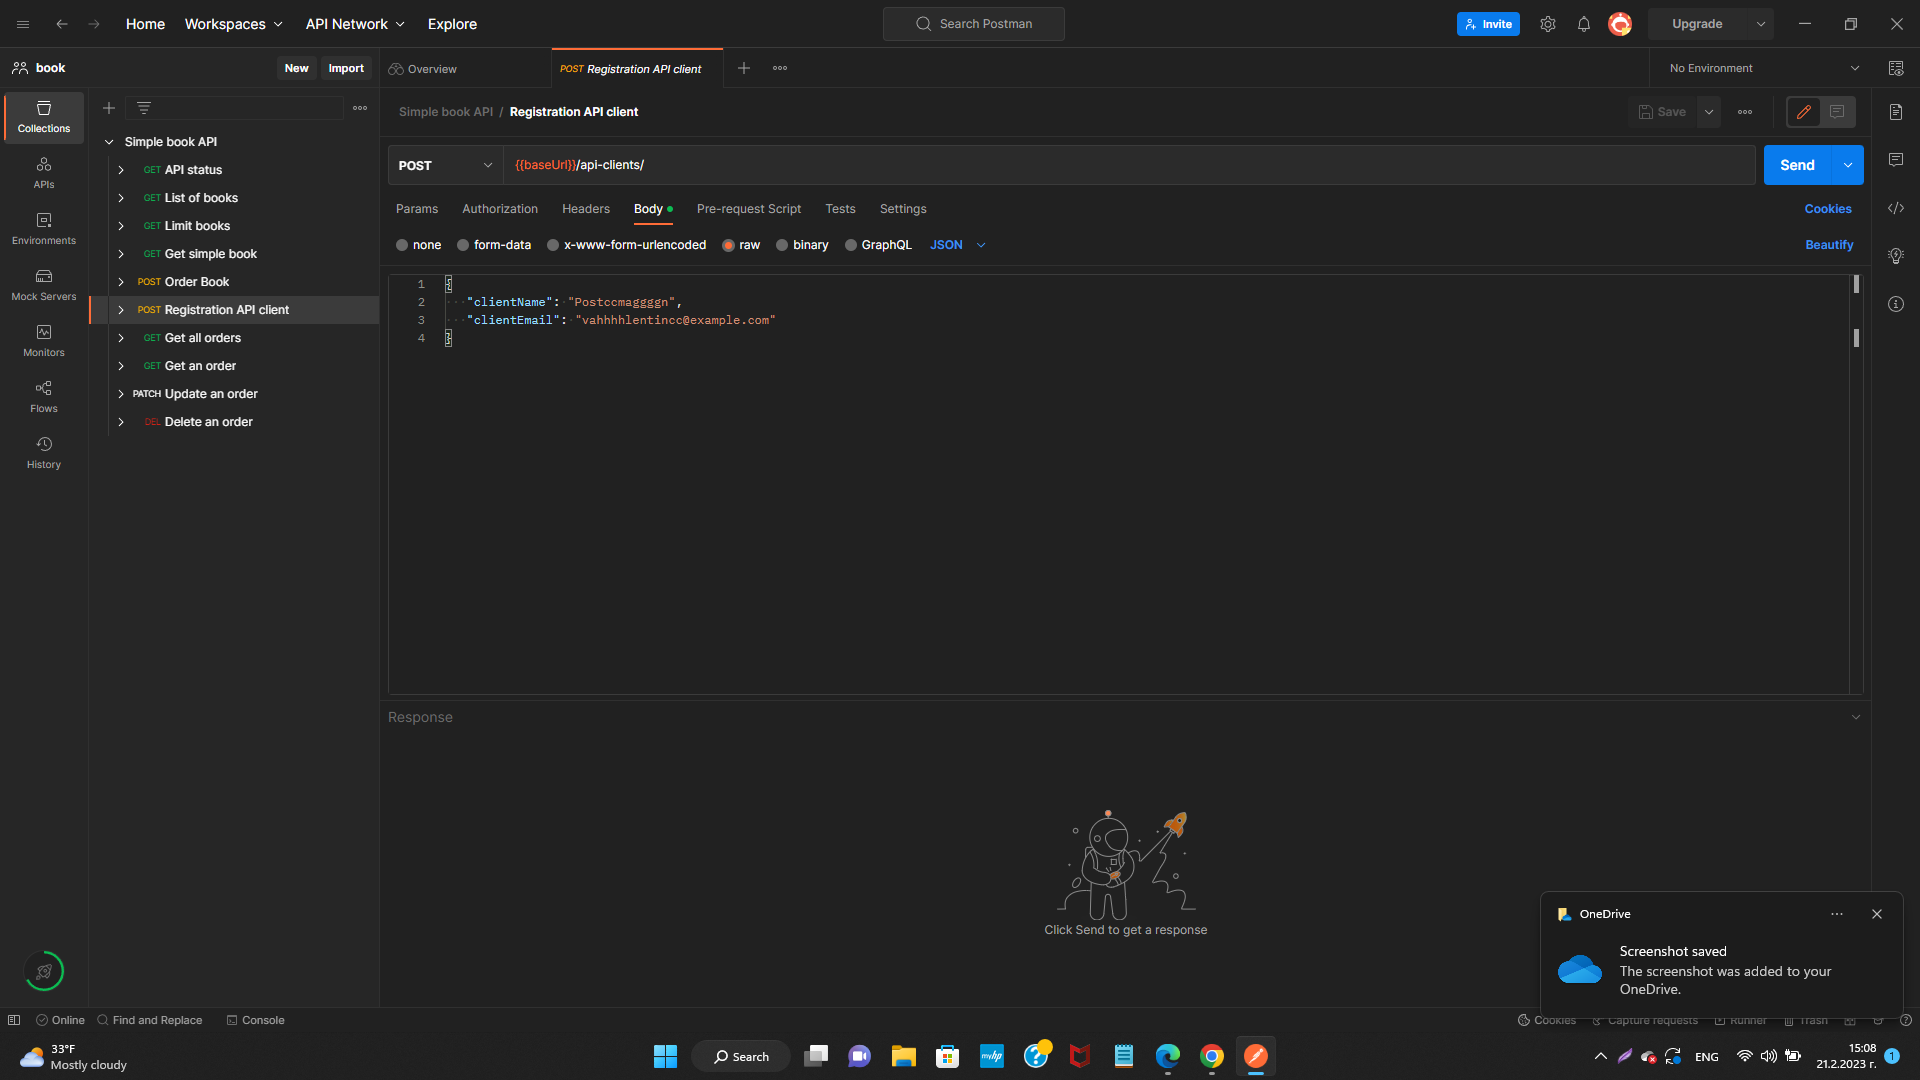 Home
Workspaces
API Network
Explore
Search Postman
Invite
Upgrade
book
New
Import
Overview
POST Registration API client
No Environment
Collections
APIs
Environments
Mock Servers
Monitors
Flows
History
Simple book API
GET API status
GET List of books
GET Limit books
GET Get simple book
POST Order Book
POST Registration API client
GET Get all orders
GET Get an order
PATCH Update an order
DEL Delete an order
Simple book API / Registration API client
Save
POST
{{baseUrl}}/api-clients/
Send
Params
Authorization
Headers
Body
Pre-request Script
Tests
Settings
Cookies
none
form-data
x-www-form-urlencoded
raw
binary
GraphQL
JSON
Beautify
1 {
2 "clientName": "Postccmaggggn",
3 "clientEmail": "vahhhhlentincc@example.com"
4 }
Response
Click Send to get a response
OneDrive
Screenshot saved
The screenshot was added to your
OneDrive.
Online
Find and Replace
Console
Cookies
Capture requests
Runner
Trash
33°F
Mostly cloudy
Search
myhp
ENG
15:08
21.2.2023 г.
1